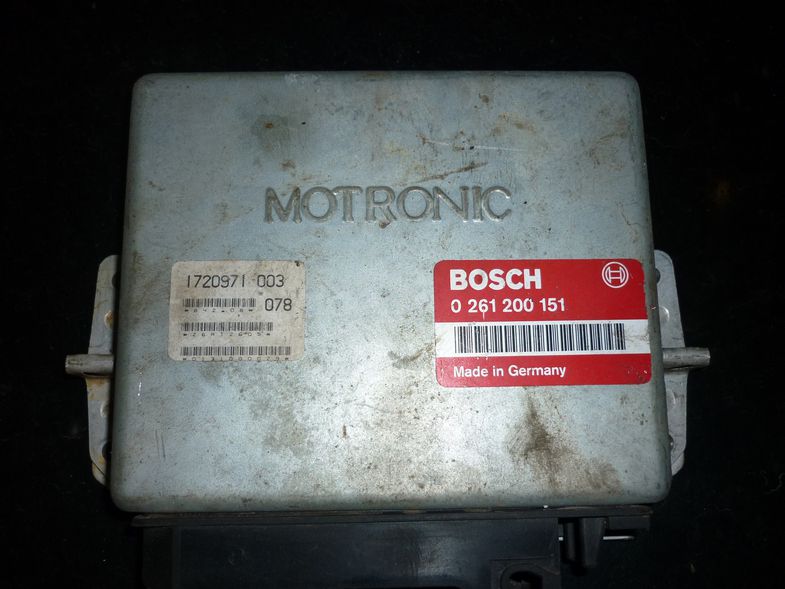 MOTRONIC
1720971 003
078
BOSCH
0 261 200 151
Made in Germany